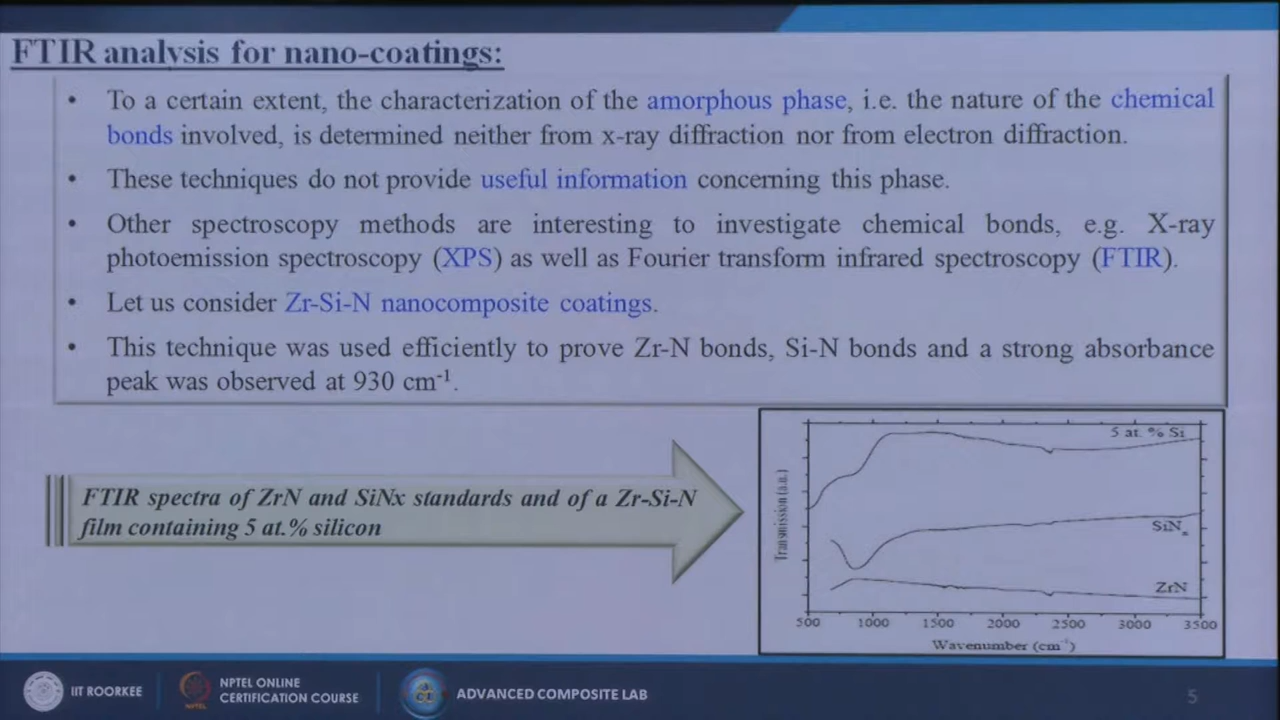 FTIR analysis for nano-coatings:
• To a certain extent, the characterization of the amorphous phase, i.e. the nature of the chemical
bonds involved, is determined neither from x-ray diffraction nor from electron diffraction.
• These techniques do not provide useful information concerning this phase.
• Other spectroscopy methods are interesting to investigate chemical bonds, e.g. X-ray
photoemission spectroscopy (XPS) as well as Fourier transform infrared spectroscopy (FTIR).
• Let us consider Zr-Si-N nanocomposite coatings.
• This technique was used efficiently to prove Zr-N bonds, Si-N bonds and a strong absorbance
peak was observed at 930 cm⁻¹.
FTIR spectra of ZrN and SiNx standards and of a Zr-Si-N
film containing 5 at.% silicon
5 at. % Si
SiNₓ
ZrN
Transmission (a.u.)
500 1000 1500 2000 2500 3000 3500
Wavenumber (cm⁻¹)
IIT ROORKEE
NPTEL
NPTEL ONLINE
CERTIFICATION COURSE
ADVANCED COMPOSITE LAB
5